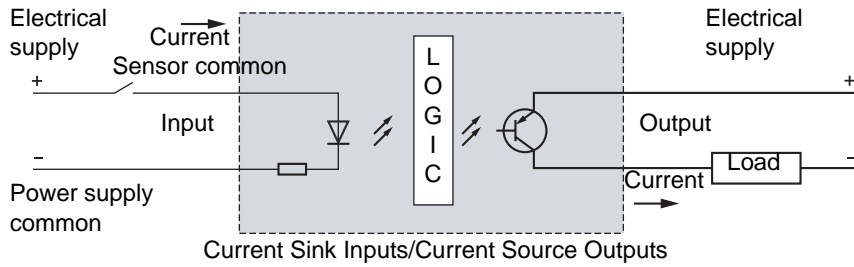 Electrical
supply
Current
Sensor common
+
Input
−
Power supply
common
LOGIC
Electrical
supply
+
Output
−
Load
Current
Current Sink Inputs/Current Source Outputs